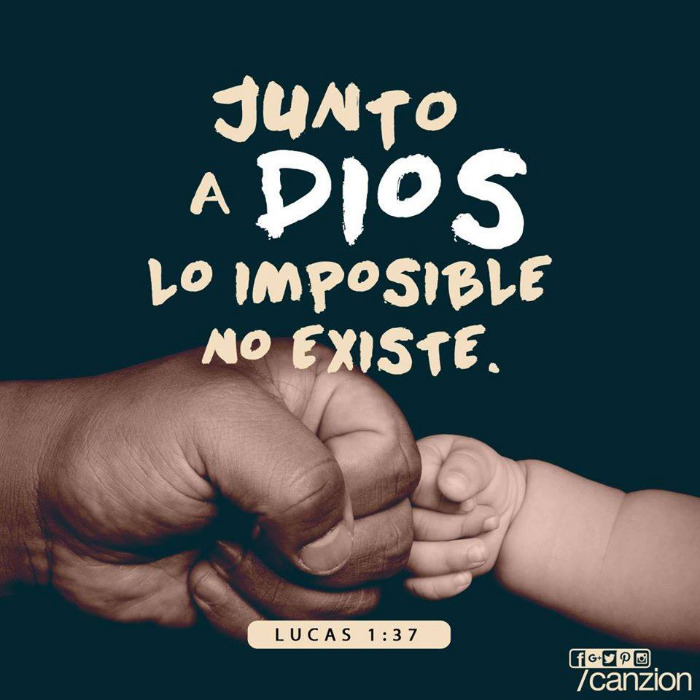 JUNTO
A DIOS
LO IMPOSIBLE
NO EXISTE.
LUCAS 1:37
/canzion